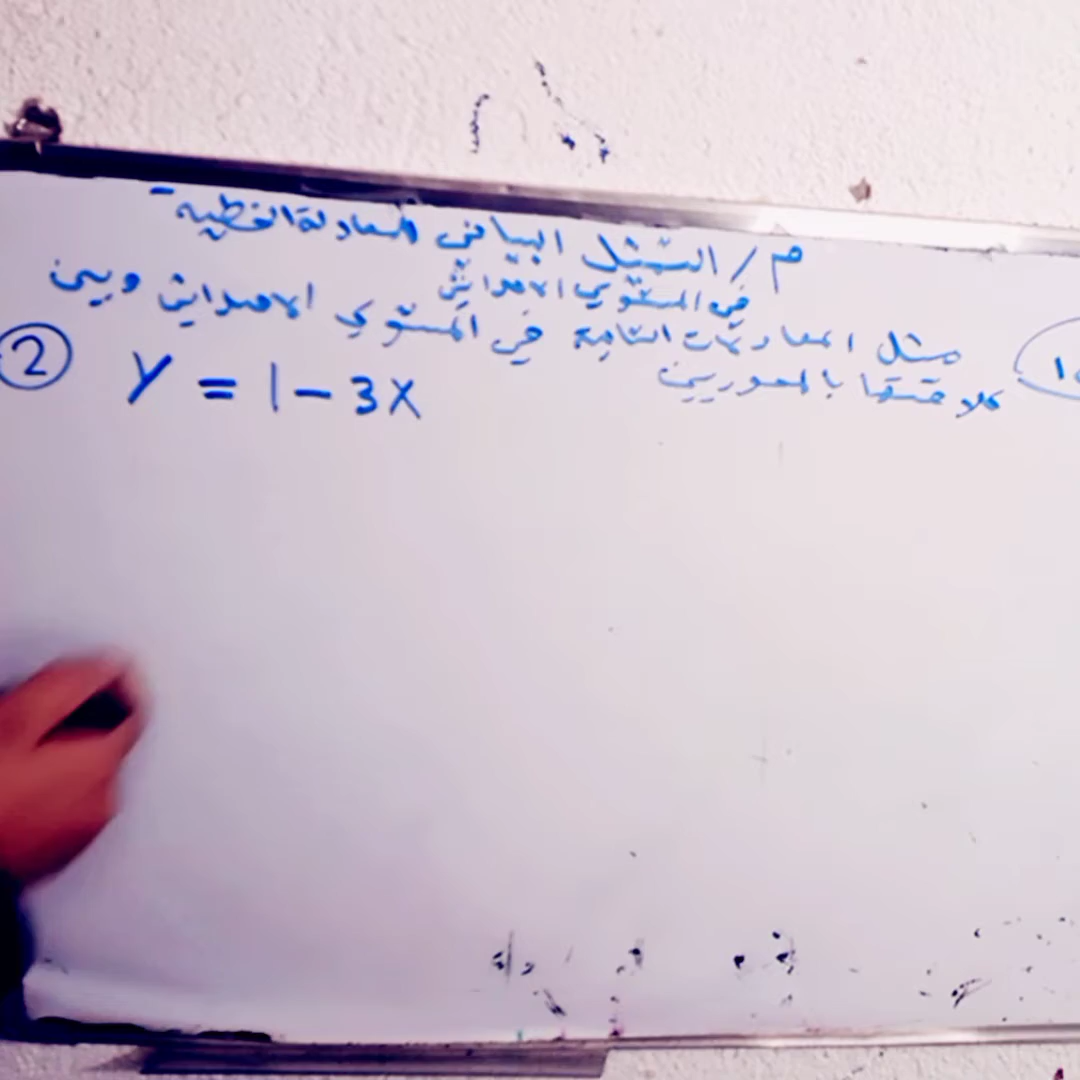 م/ التمثيل البياني للمعادلة الخطية
في المستوي الاحداثي
مثل المعادلات التالية في المستوي الاحداثي وبين
علاقتها بالمحورين
② y = 1 - 3x